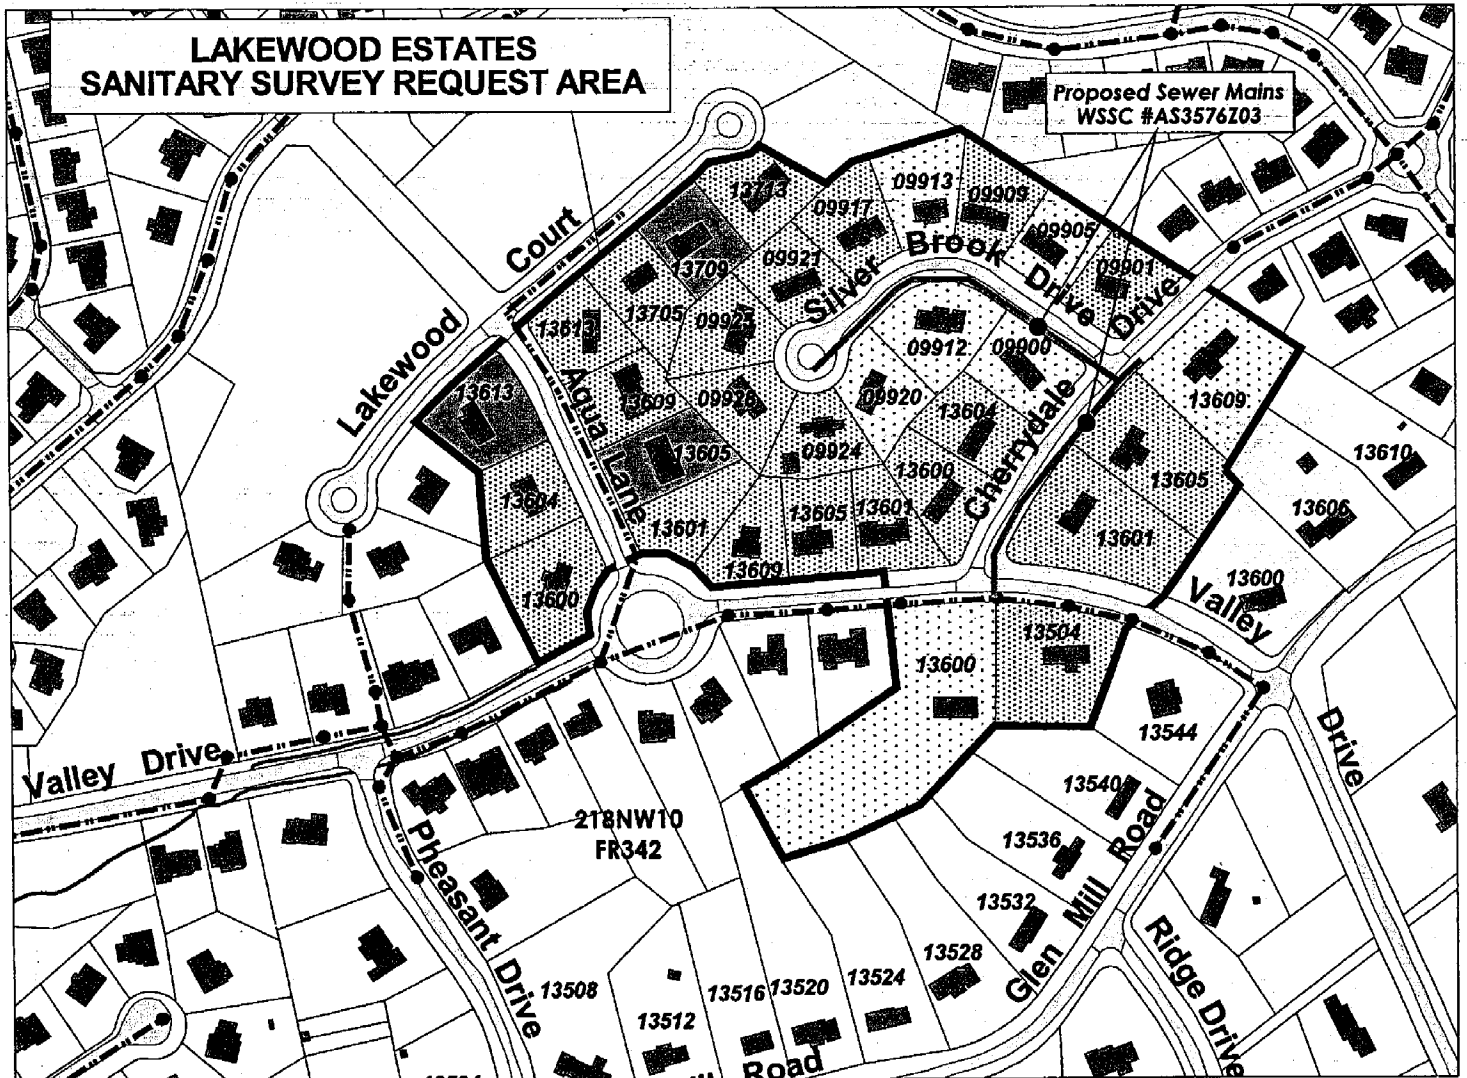 LAKEWOOD ESTATES
SANITARY SURVEY REQUEST AREA
Proposed Sewer Mains
WSSC #AS3576Z03
13713
09913
09909
09917
09905
Court
Brook
13709
09921
09901
Silver
Drive
Drive
13705
13613
Lakewood
09912
09900
13613
Aqua Lane
13609
09928
09920
13604
13609
Cherrydale
13605
09924
13600
13610
13604
13605
13601
13605
13601
13606
13601
13609
13600
13600
Valley
13504
13600
13544
Drive
Valley Drive
13540
Road
218NW10
FR342
13536
Pheasant Drive
13532
Mill
Ridge Drive
13528
Glen
13508
13516
13520
13524
13512
Road